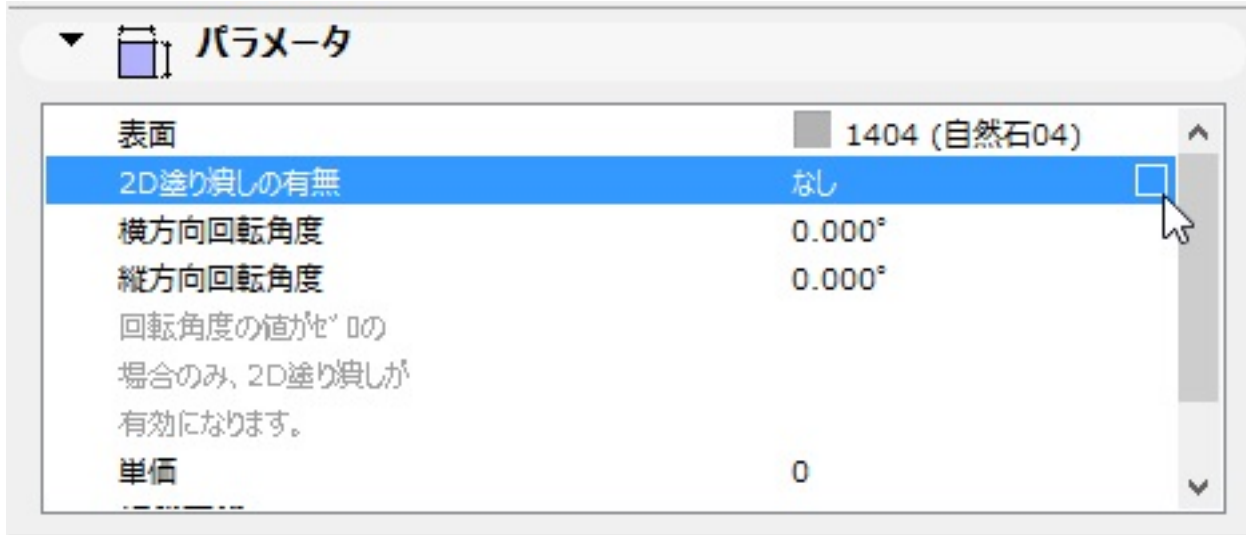 パラメータ
表面 1404 (自然石04)
2D塗り潰しの有無 なし
横方向回転角度 0.000°
縦方向回転角度 0.000°
回転角度の値がｾﾞﾛの
場合のみ、2D塗り潰しが
有効になります。
単価 0